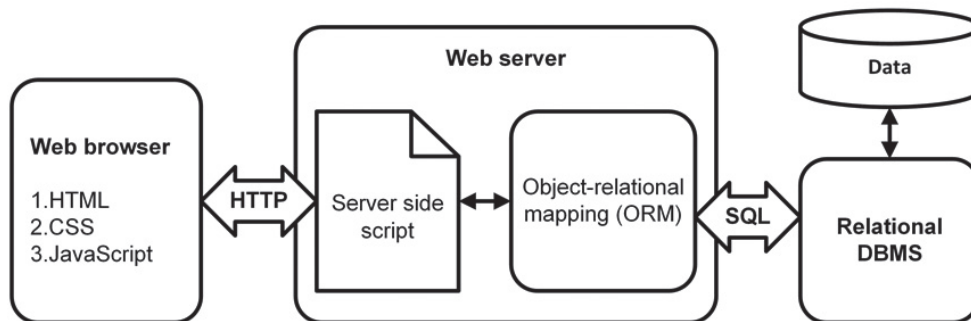 Web browser
1.HTML
2.CSS
3.JavaScript
HTTP
Web server
Server side
script
Object-relational
mapping (ORM)
SQL
Data
Relational
DBMS